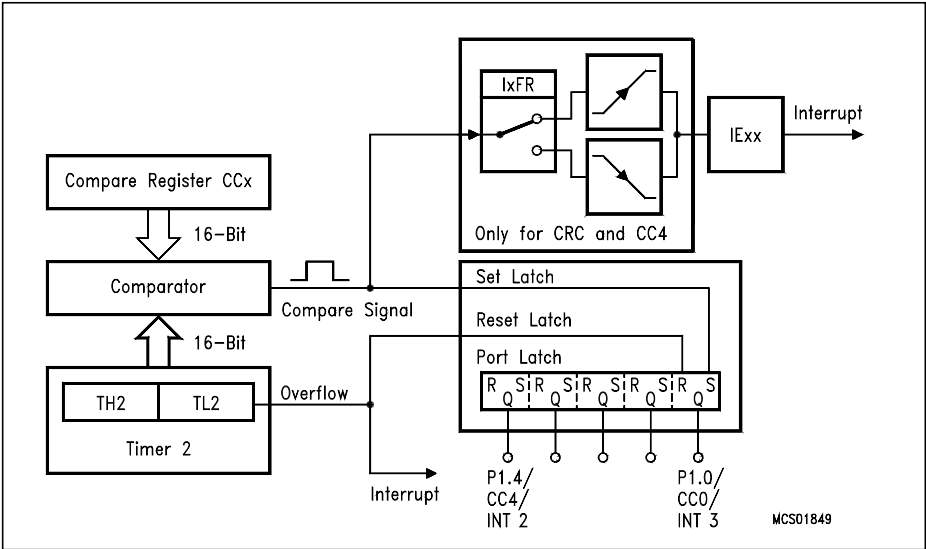 IxFR
IExx
Interrupt
Only for CRC and CC4
Compare Register CCx
16-Bit
Comparator
Compare Signal
16-Bit
TH2 TL2
Timer 2
Overflow
Interrupt
Set Latch
Reset Latch
Port Latch
R S R S R S R S R S
Q Q Q Q Q
P1.4/
CC4/
INT 2
P1.0/
CC0/
INT 3
MCS01849